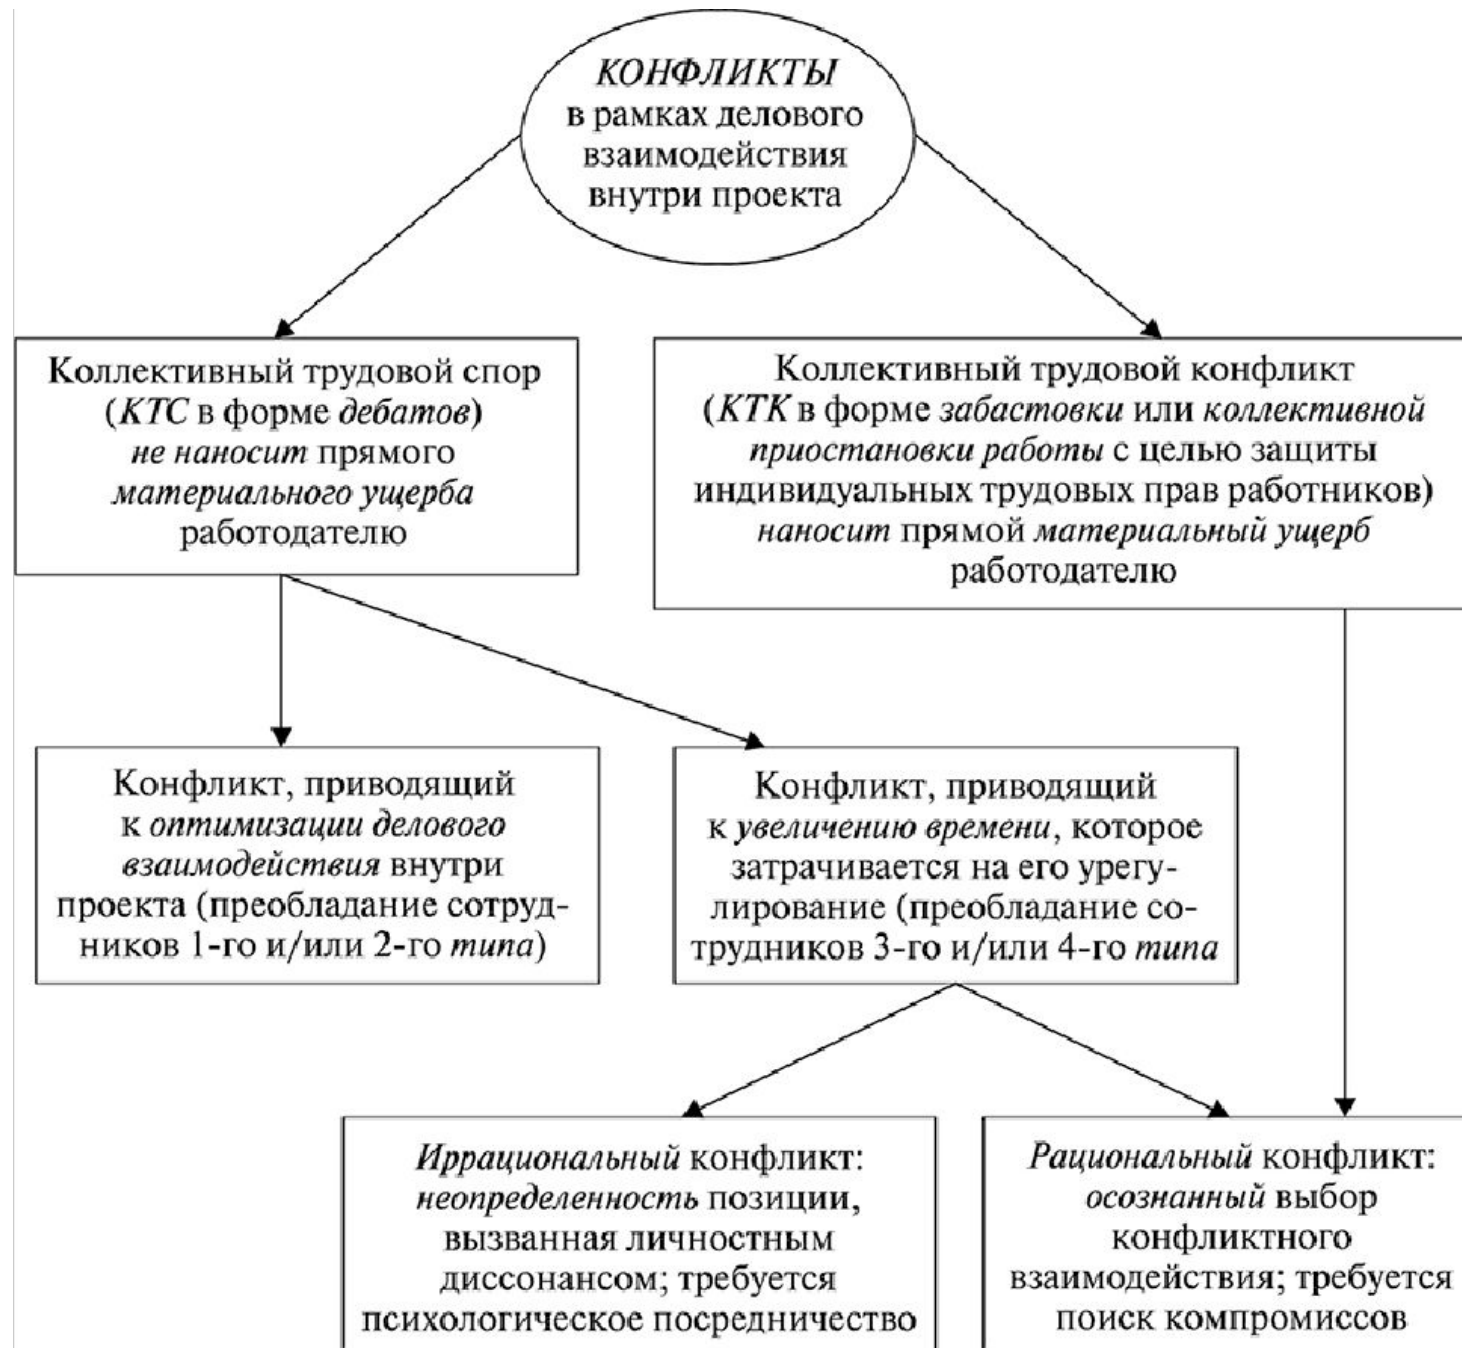 КОНФЛИКТЫ
в рамках делового
взаимодействия
внутри проекта
Коллективный трудовой спор
(КТС в форме дебатов)
не наносит прямого
материального ущерба
работодателю
Коллективный трудовой конфликт
(КТК в форме забастовки или коллективной
приостановки работы с целью защиты
индивидуальных трудовых прав работников)
наносит прямой материальный ущерб
работодателю
Конфликт, приводящий
к оптимизации делового
взаимодействия внутри
проекта (преобладание сотруд-
ников 1-го и/или 2-го типа)
Конфликт, приводящий
к увеличению времени, которое
затрачивается на его урегу-
лирование (преобладание со-
трудников 3-го и/или 4-го типа
Иррациональный конфликт:
неопределенность позиции,
вызванная личностным
диссонансом; требуется
психологическое посредничество
Рациональный конфликт:
осознанный выбор
конфликтного
взаимодействия; требуется
поиск компромиссов